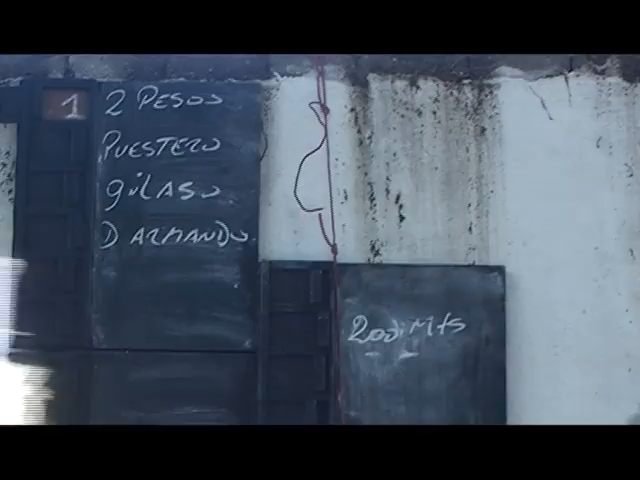 1
2 PESOS
PUESTERO
giLASO
D ARMANDO.
200 Mts